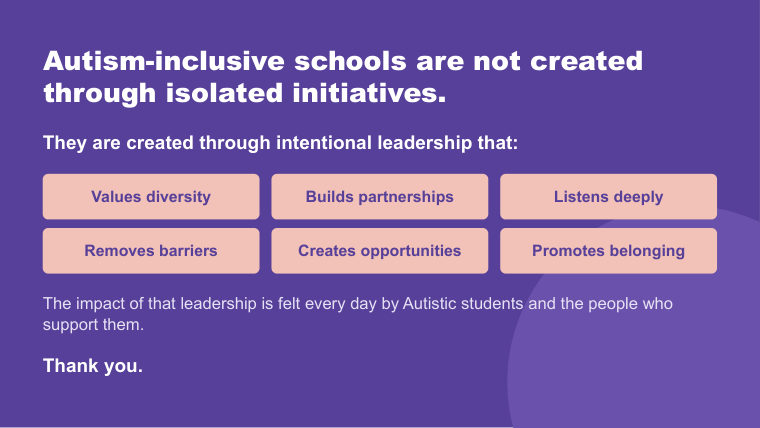 Autism-inclusive schools are not created
through isolated initiatives.
They are created through intentional leadership that:
Values diversity
Builds partnerships
Listens deeply
Removes barriers
Creates opportunities
Promotes belonging
The impact of that leadership is felt every day by Autistic students and the people who
support them.
Thank you.